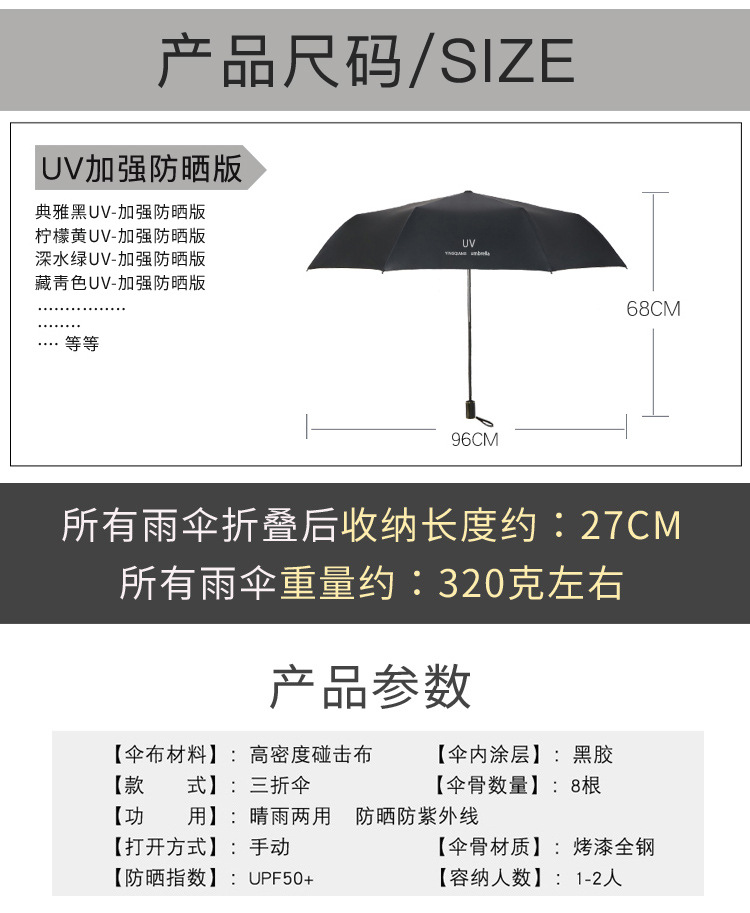 产品尺码/SIZE
UV加强防晒版
典雅黑UV-加强防晒版
柠檬黄UV-加强防晒版
深水绿UV-加强防晒版
藏青色UV-加强防晒版
................
........
.... 等等
UV
YINGQIANG umbrella
68CM
96CM
所有雨伞折叠后收纳长度约：27CM
所有雨伞重量约：320克左右
产品参数
【伞布材料】：高密度碰击布 【伞内涂层】：黑胶
【款 式】：三折伞 【伞骨数量】：8根
【功 用】：晴雨两用 防晒防紫外线
【打开方式】：手动 【伞骨材质】：烤漆全钢
【防晒指数】：UPF50+ 【容纳人数】：1-2人